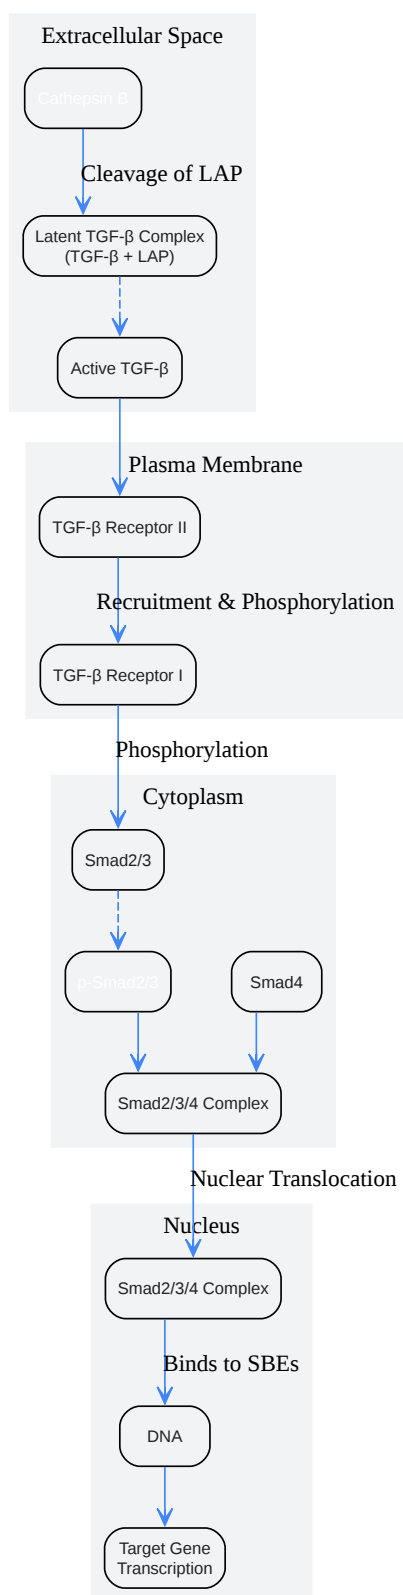 Extracellular Space
Cathepsin B
Cleavage of LAP
Latent TGF-β Complex
(TGF-β + LAP)
Active TGF-β
Plasma Membrane
TGF-β Receptor II
Recruitment & Phosphorylation
TGF-β Receptor I
Phosphorylation
Cytoplasm
Smad2/3
p-Smad2/3
Smad4
Smad2/3/4 Complex
Nuclear Translocation
Nucleus
Smad2/3/4 Complex
Binds to SBEs
DNA
Target Gene
Transcription